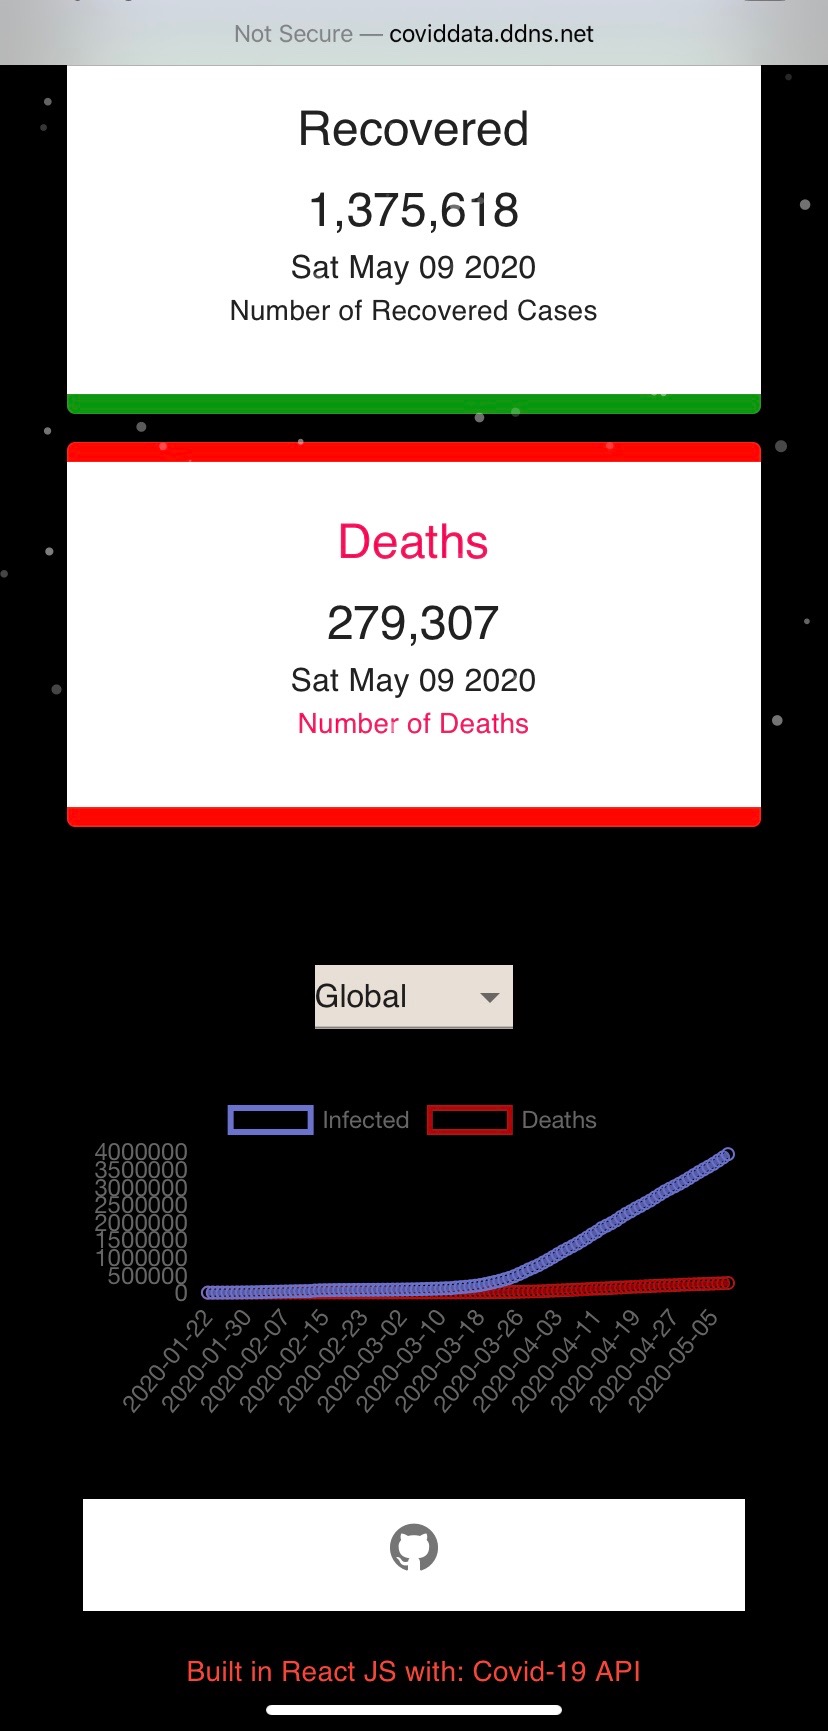 Not Secure — coviddata.ddns.net
Recovered
1,375,618
Sat May 09 2020
Number of Recovered Cases
Deaths
279,307
Sat May 09 2020
Number of Deaths
Global
Infected Deaths
4000000
3500000
3000000
2500000
2000000
1500000
1000000
500000
0
2020-01-22
2020-01-30
2020-02-07
2020-02-15
2020-02-23
2020-03-02
2020-03-10
2020-03-18
2020-03-26
2020-04-03
2020-04-11
2020-04-19
2020-04-27
2020-05-05
Built in React JS with: Covid-19 API